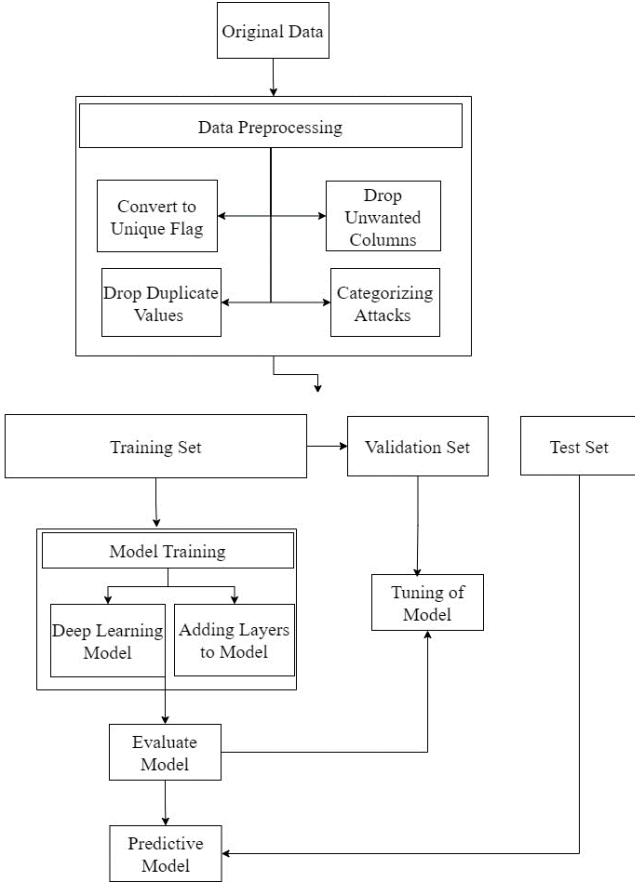 Original Data
Data Preprocessing
Convert to
Unique Flag
Drop
Unwanted
Columns
Drop Duplicate
Values
Categorizing
Attacks
Training Set
Validation Set
Test Set
Model Training
Deep Learning
Model
Adding Layers
to Model
Tuning of
Model
Evaluate
Model
Predictive
Model